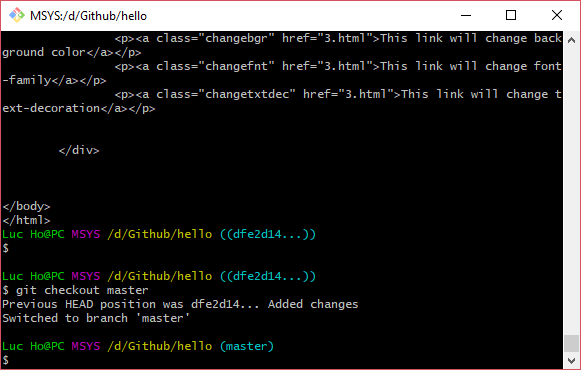 MSYS:/d/Github/hello
<p><a class="changebgr" href="3.html">This link will change back
ground color</a></p>
<p><a class="changefnt" href="3.html">This link will change font
-family</a></p>
<p><a class="changetxtdec" href="3.html">This link will change t
ext-decoration</a></p>
</div>
</body>
</html>
Luc Ho@PC MSYS /d/Github/hello ((dfe2d14...))
$
Luc Ho@PC MSYS /d/Github/hello ((dfe2d14...))
$ git checkout master
Previous HEAD position was dfe2d14... Added changes
Switched to branch 'master'
Luc Ho@PC MSYS /d/Github/hello (master)
$